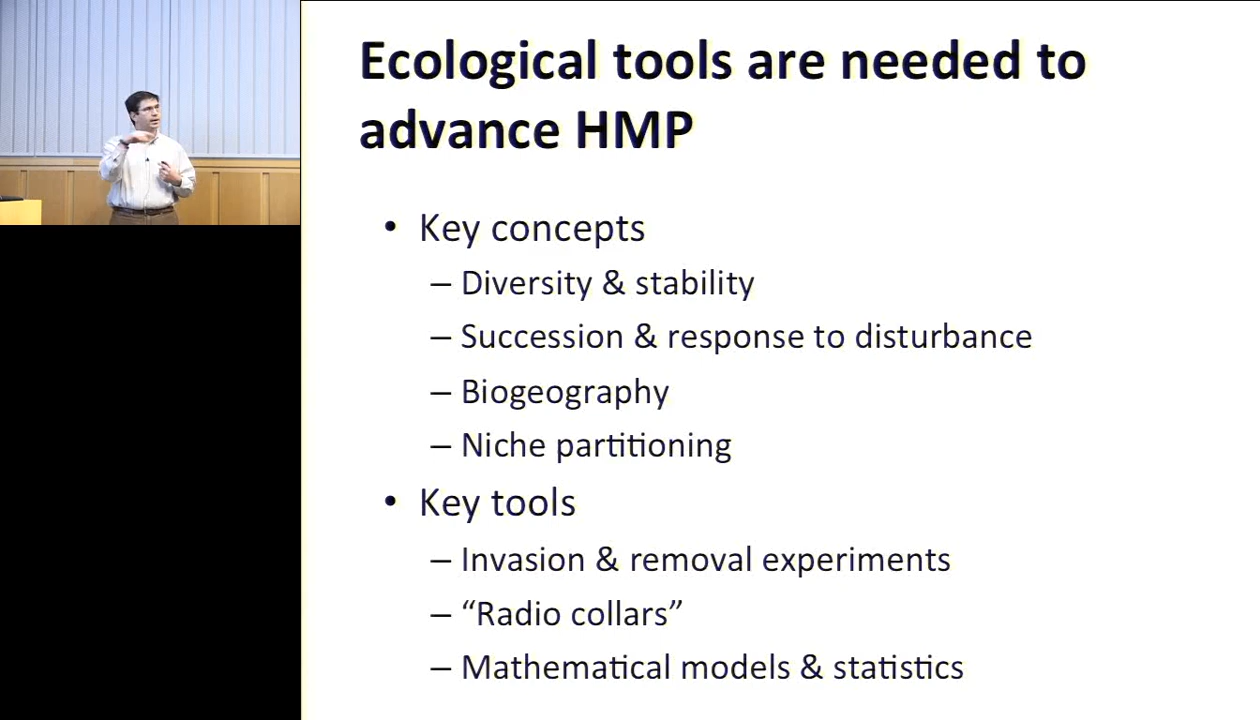 Ecological tools are needed to
advance HMP
• Key concepts
– Diversity & stability
– Succession & response to disturbance
– Biogeography
– Niche partitioning
• Key tools
– Invasion & removal experiments
– “Radio collars”
– Mathematical models & statistics